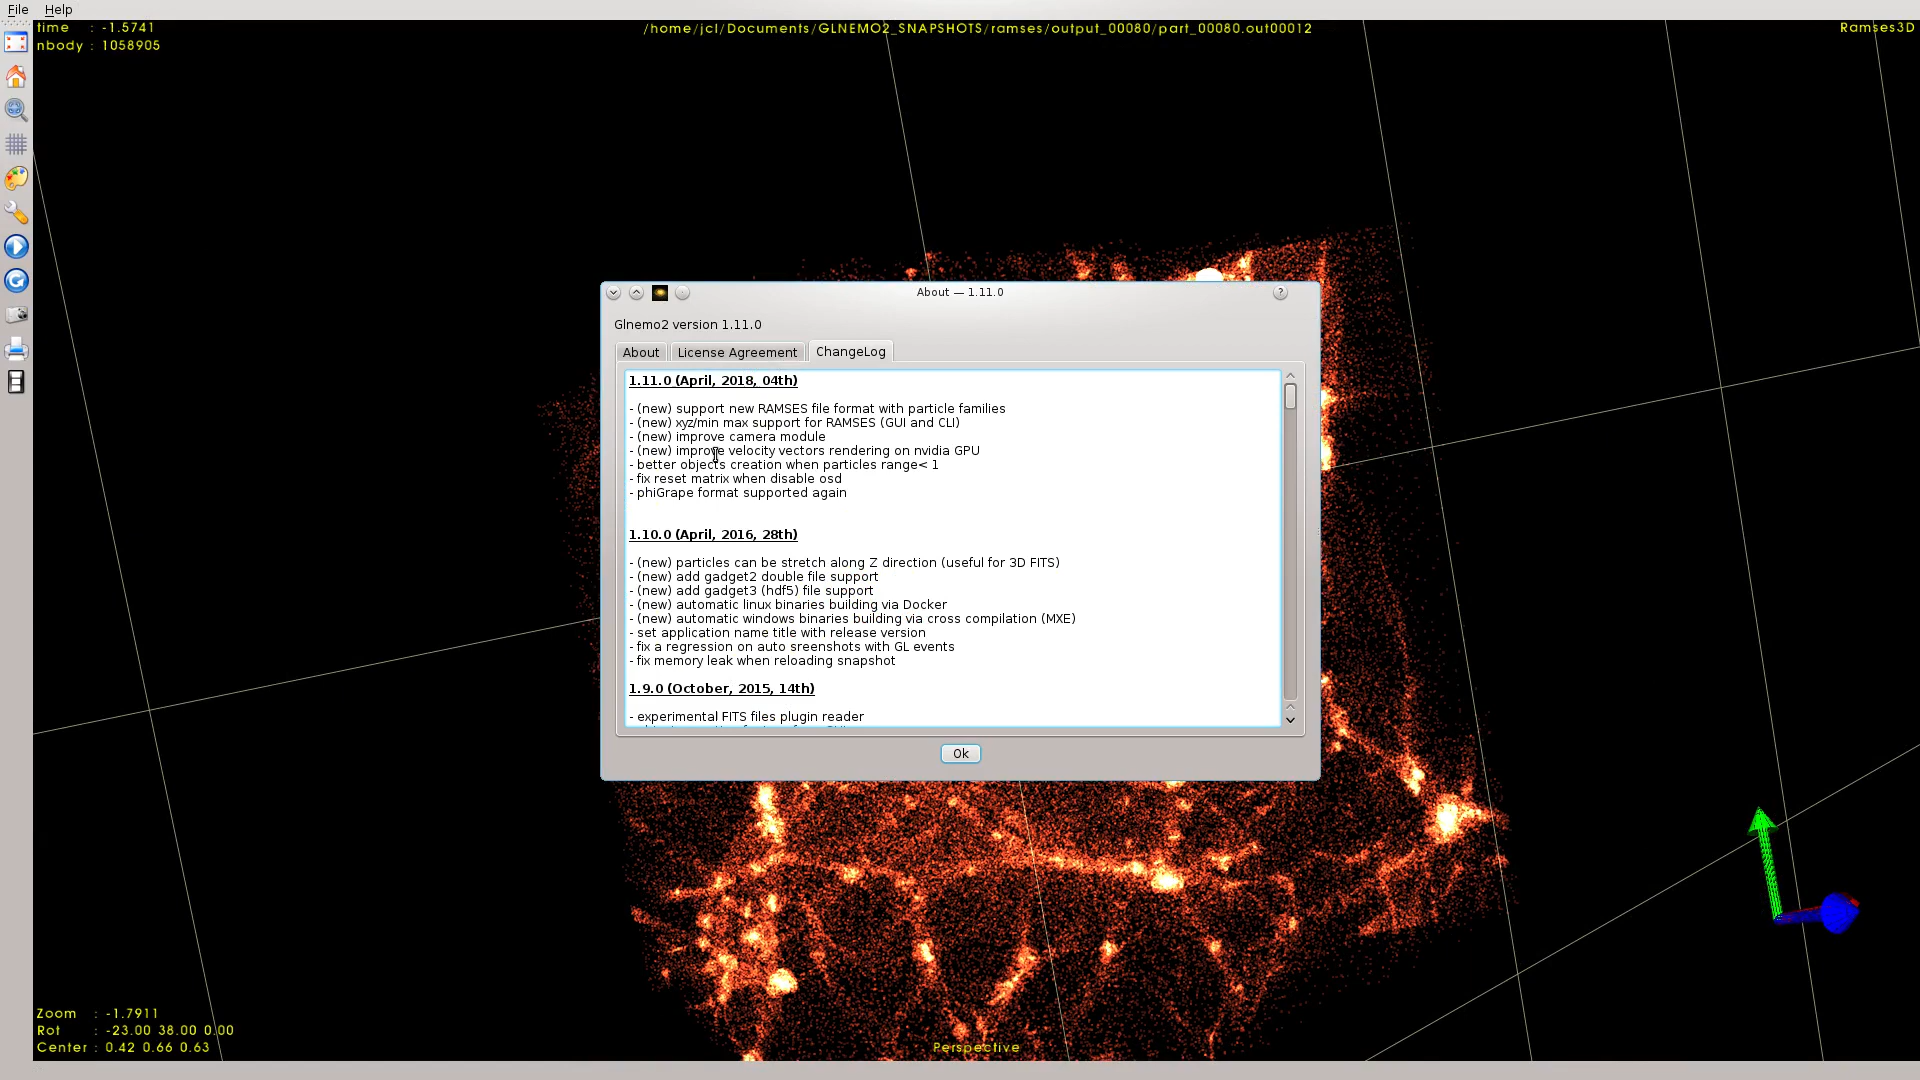 File Help
time : -1.5741
nbody : 1058905
/home/jcl/Documents/GLNEMO2_SNAPSHOTS/ramses/output_00080/part_00080.out00012
Ramses3D
About — 1.11.0
?
Glnemo2 version 1.11.0
About License Agreement ChangeLog
1.11.0 (April, 2018, 04th)
- (new) support new RAMSES file format with particle families
- (new) xyz/min max support for RAMSES (GUI and CLI)
- (new) improve camera module
- (new) improve velocity vectors rendering on nvidia GPU
- better objects creation when particles range< 1
- fix reset matrix when disable osd
- phiGrape format supported again
1.10.0 (April, 2016, 28th)
- (new) particles can be stretch along Z direction (useful for 3D FITS)
- (new) add gadget2 double file support
- (new) add gadget3 (hdf5) file support
- (new) automatic linux binaries building via Docker
- (new) automatic windows binaries building via cross compilation (MXE)
- set application name title with release version
- fix a regression on auto sreenshots with GL events
- fix memory leak when reloading snapshot
1.9.0 (October, 2015, 14th)
- experimental FITS files plugin reader
Ok
Zoom : -1.7911
Rot : -23.00 38.00 0.00
Center : 0.42 0.66 0.63
Perspective